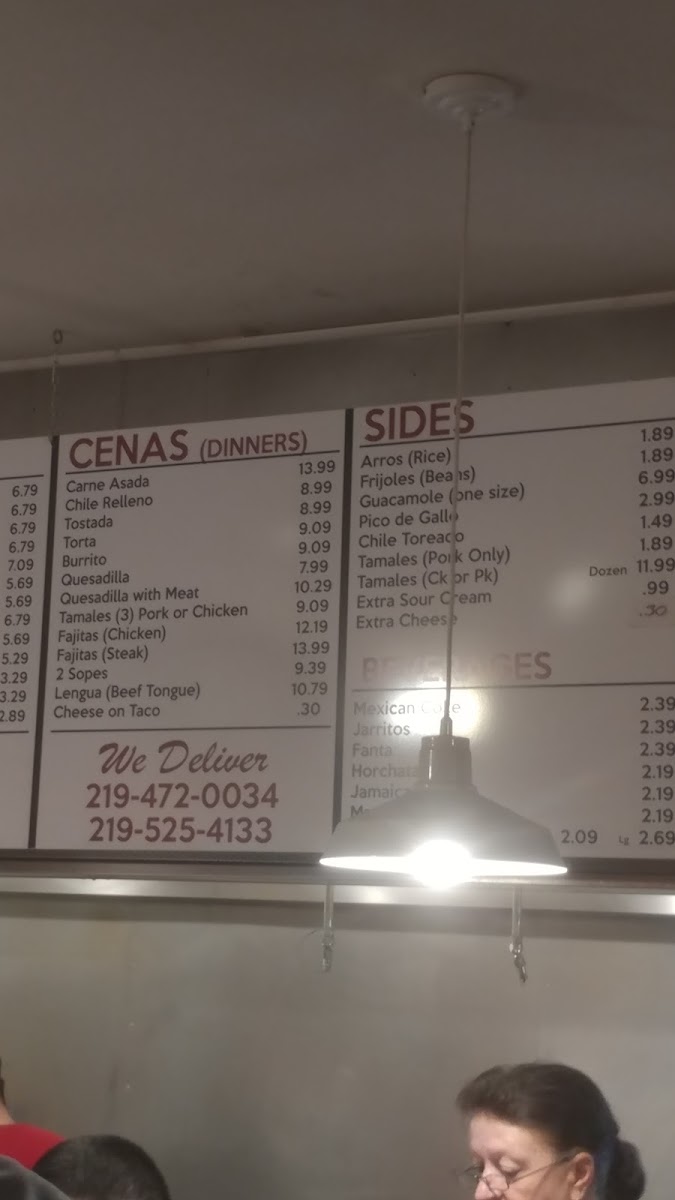 6.79
6.79
6.79
6.79
7.09
5.69
5.69
6.79
5.69
5.29
3.29
3.29
2.89
CENAS (DINNERS)
Carne Asada 13.99
Chile Relleno 8.99
Tostada 8.99
Torta 9.09
Burrito 9.09
Quesadilla 7.99
Quesadilla with Meat 10.29
Tamales (3) Pork or Chicken 9.09
Fajitas (Chicken) 12.19
Fajitas (Steak) 13.99
2 Sopes 9.39
Lengua (Beef Tongue) 10.79
Cheese on Taco .30
We Deliver
219-472-0034
219-525-4133
SIDES
Arros (Rice) 1.89
Frijoles (Beans) 1.89
Guacamole (one size) 6.99
Pico de Gallo 2.99
Chile Toreado 1.49
Tamales (Pork Only) 1.89
Tamales (Ck or Pk) Dozen 11.99
Extra Sour Cream .99
Extra Cheese .30
BEVERAGES
Mexican Coke 2.39
Jarritos 2.39
Fanta 2.39
Horchata 2.19
Jamaica 2.19
2.19
2.09 Lg 2.69